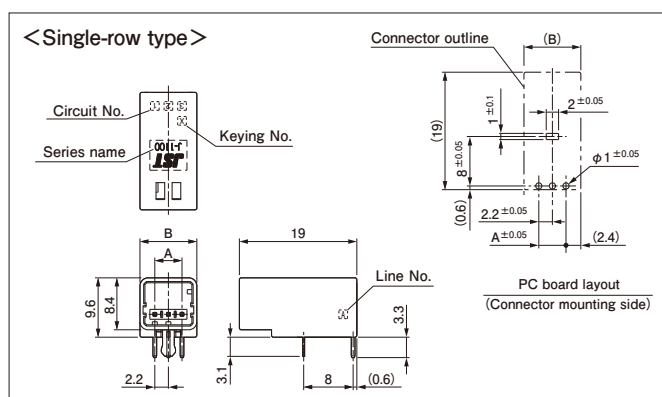 <Single-row type>
Circuit No.
Keying No.
Series name
J-1100
JST
B
A
9.6
8.4
2.2
19
Line No.
3.1
3.3
8
(0.6)
Connector outline
(B)
2±0.05
1±0.1
(19)
8±0.05
φ1±0.05
(0.6)
2.2±0.05
A±0.05
(2.4)
PC board layout
(Connector mounting side)